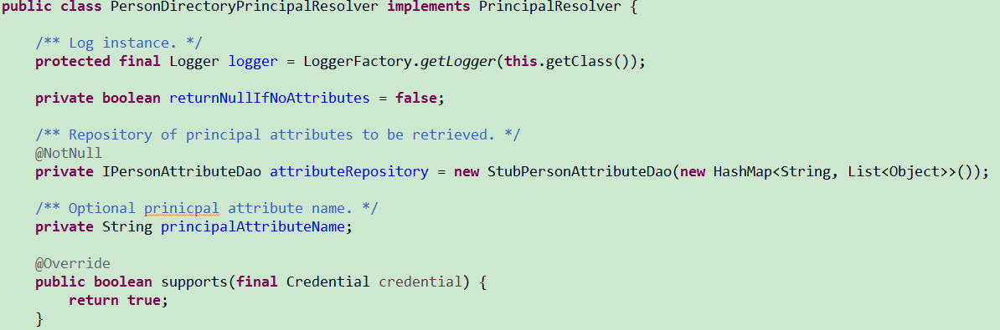 public class PersonDirectoryPrincipalResolver implements PrincipalResolver {
/** Log instance. */
protected final Logger logger = LoggerFactory.getLogger(this.getClass());
private boolean returnNullIfNoAttributes = false;
/** Repository of principal attributes to be retrieved. */
@NotNull
private IPersonAttributeDao attributeRepository = new StubPersonAttributeDao(new HashMap<String, List<Object>>());
/** Optional prinicpal attribute name. */
private String principalAttributeName;
@Override
public boolean supports(final Credential credential) {
return true;
}